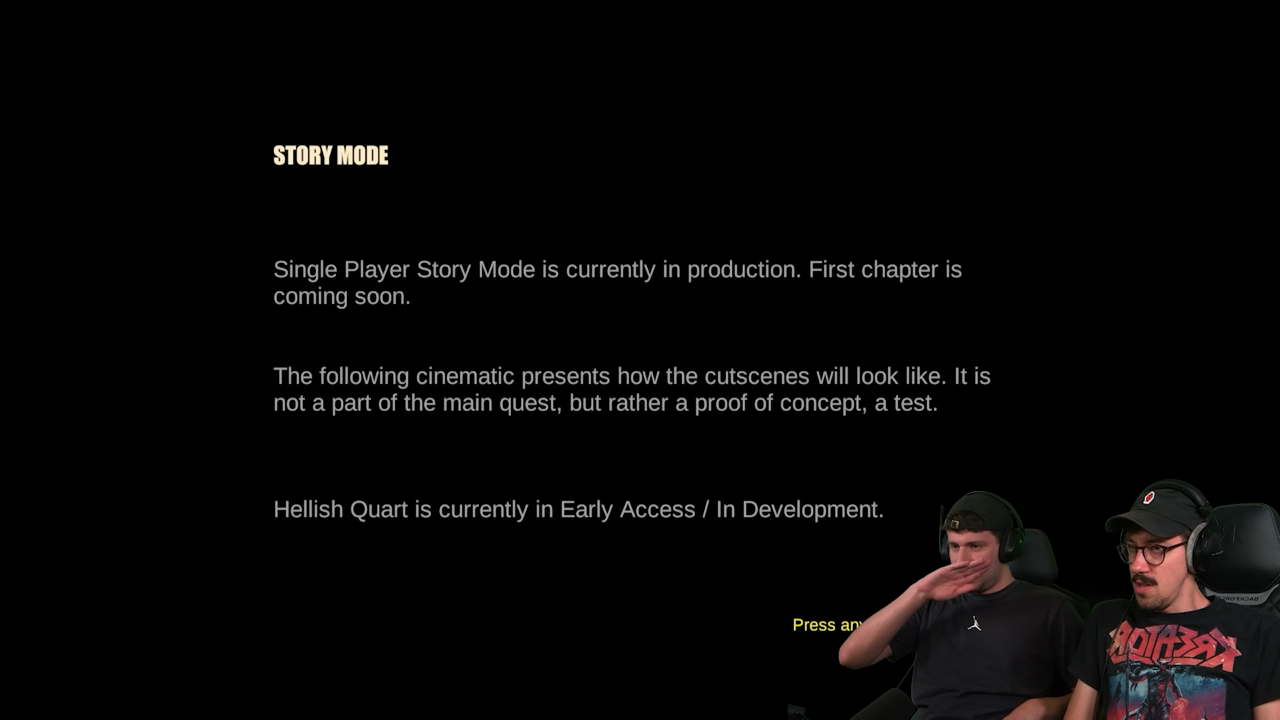 STORY MODE
Single Player Story Mode is currently in production. First chapter is
coming soon.
The following cinematic presents how the cutscenes will look like. It is
not a part of the main quest, but rather a proof of concept, a test.
Hellish Quart is currently in Early Access / In Development.
Press any
KREATOR